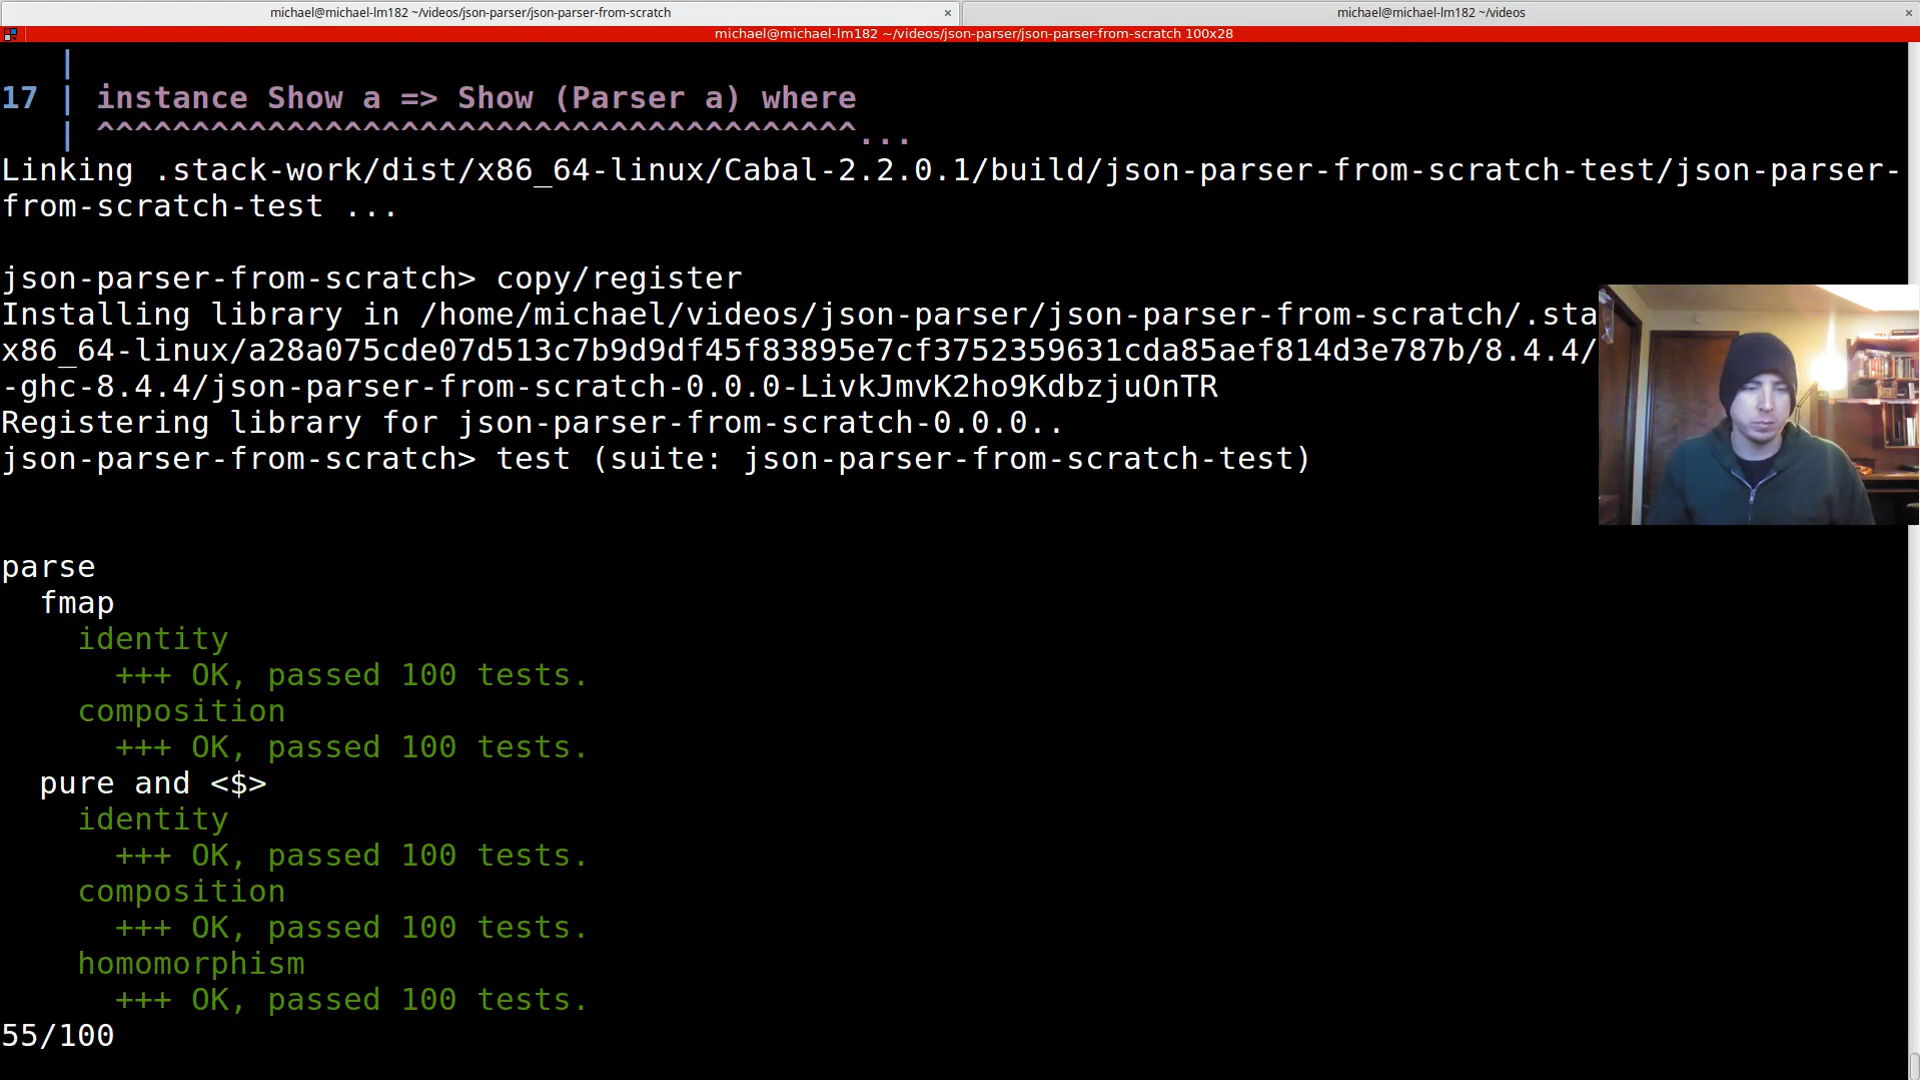 michael@michael-lm182 ~/videos/json-parser/json-parser-from-scratch × michael@michael-lm182 ~/videos ×
michael@michael-lm182 ~/videos/json-parser/json-parser-from-scratch 100x28
|
17 | instance Show a => Show (Parser a) where
| ^^^^^^^^^^^^^^^^^^^^^^^^^^^^^^^^^^^^^^^^...
Linking .stack-work/dist/x86_64-linux/Cabal-2.2.0.1/build/json-parser-from-scratch-test/json-parser-
from-scratch-test ...
json-parser-from-scratch> copy/register
Installing library in /home/michael/videos/json-parser/json-parser-from-scratch/.sta
x86_64-linux/a28a075cde07d513c7b9d9df45f83895e7cf3752359631cda85aef814d3e787b/8.4.4/
-ghc-8.4.4/json-parser-from-scratch-0.0.0-LivkJmvK2ho9KdbzjuOnTR
Registering library for json-parser-from-scratch-0.0.0..
json-parser-from-scratch> test (suite: json-parser-from-scratch-test)
parse
fmap
identity
+++ OK, passed 100 tests.
composition
+++ OK, passed 100 tests.
pure and <$>
identity
+++ OK, passed 100 tests.
composition
+++ OK, passed 100 tests.
homomorphism
+++ OK, passed 100 tests.
55/100